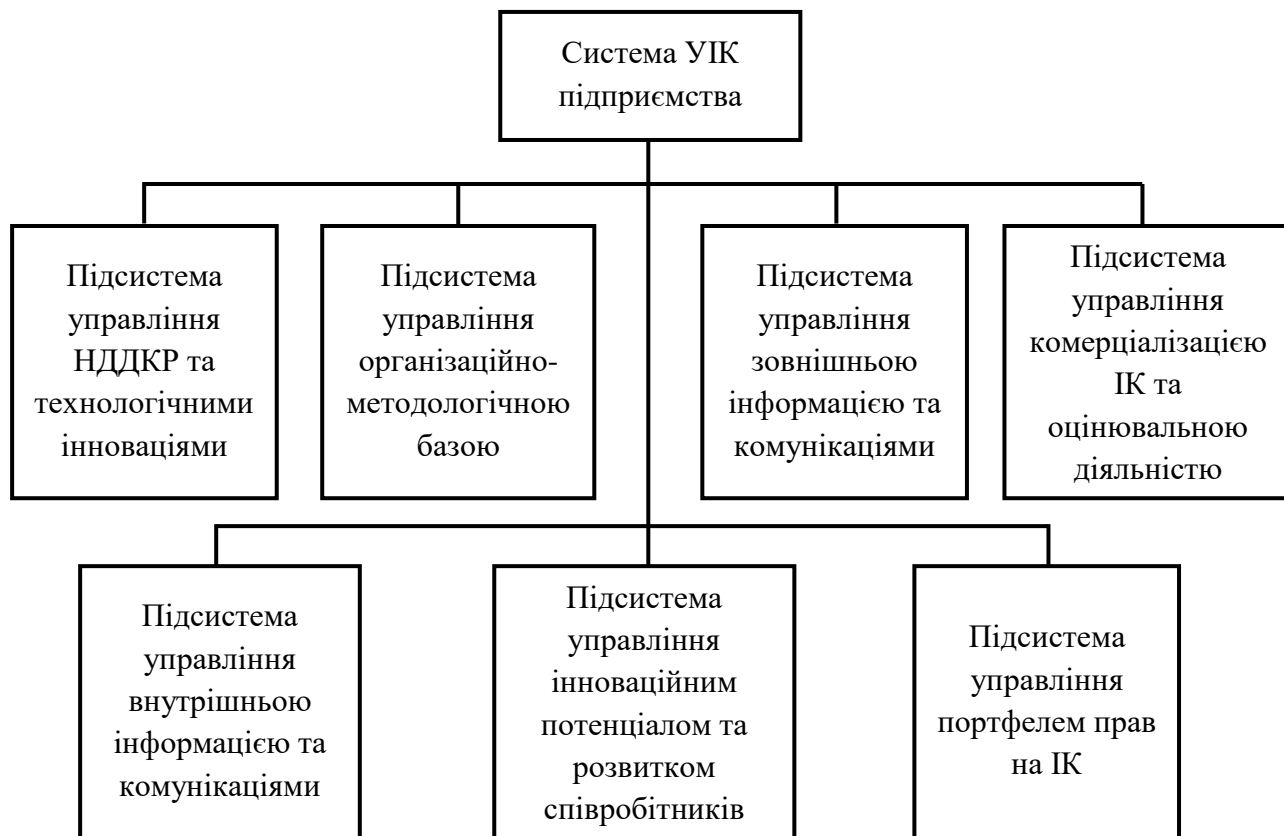 Система УІК
підприємства
Підсистема
управління
НДДКР та
технологічними
інноваціями
Підсистема
управління
організаційно-
методологічною
базою
Підсистема
управління
зовнішньою
інформацією та
комунікаціями
Підсистема
управління
комерціалізацією
ІК та
оцінювальною
діяльністю
Підсистема
управління
внутрішньою
інформацією та
комунікаціями
Підсистема
управління
інноваційним
потенціалом та
розвитком
співробітників
Підсистема
управління
портфелем прав
на ІК